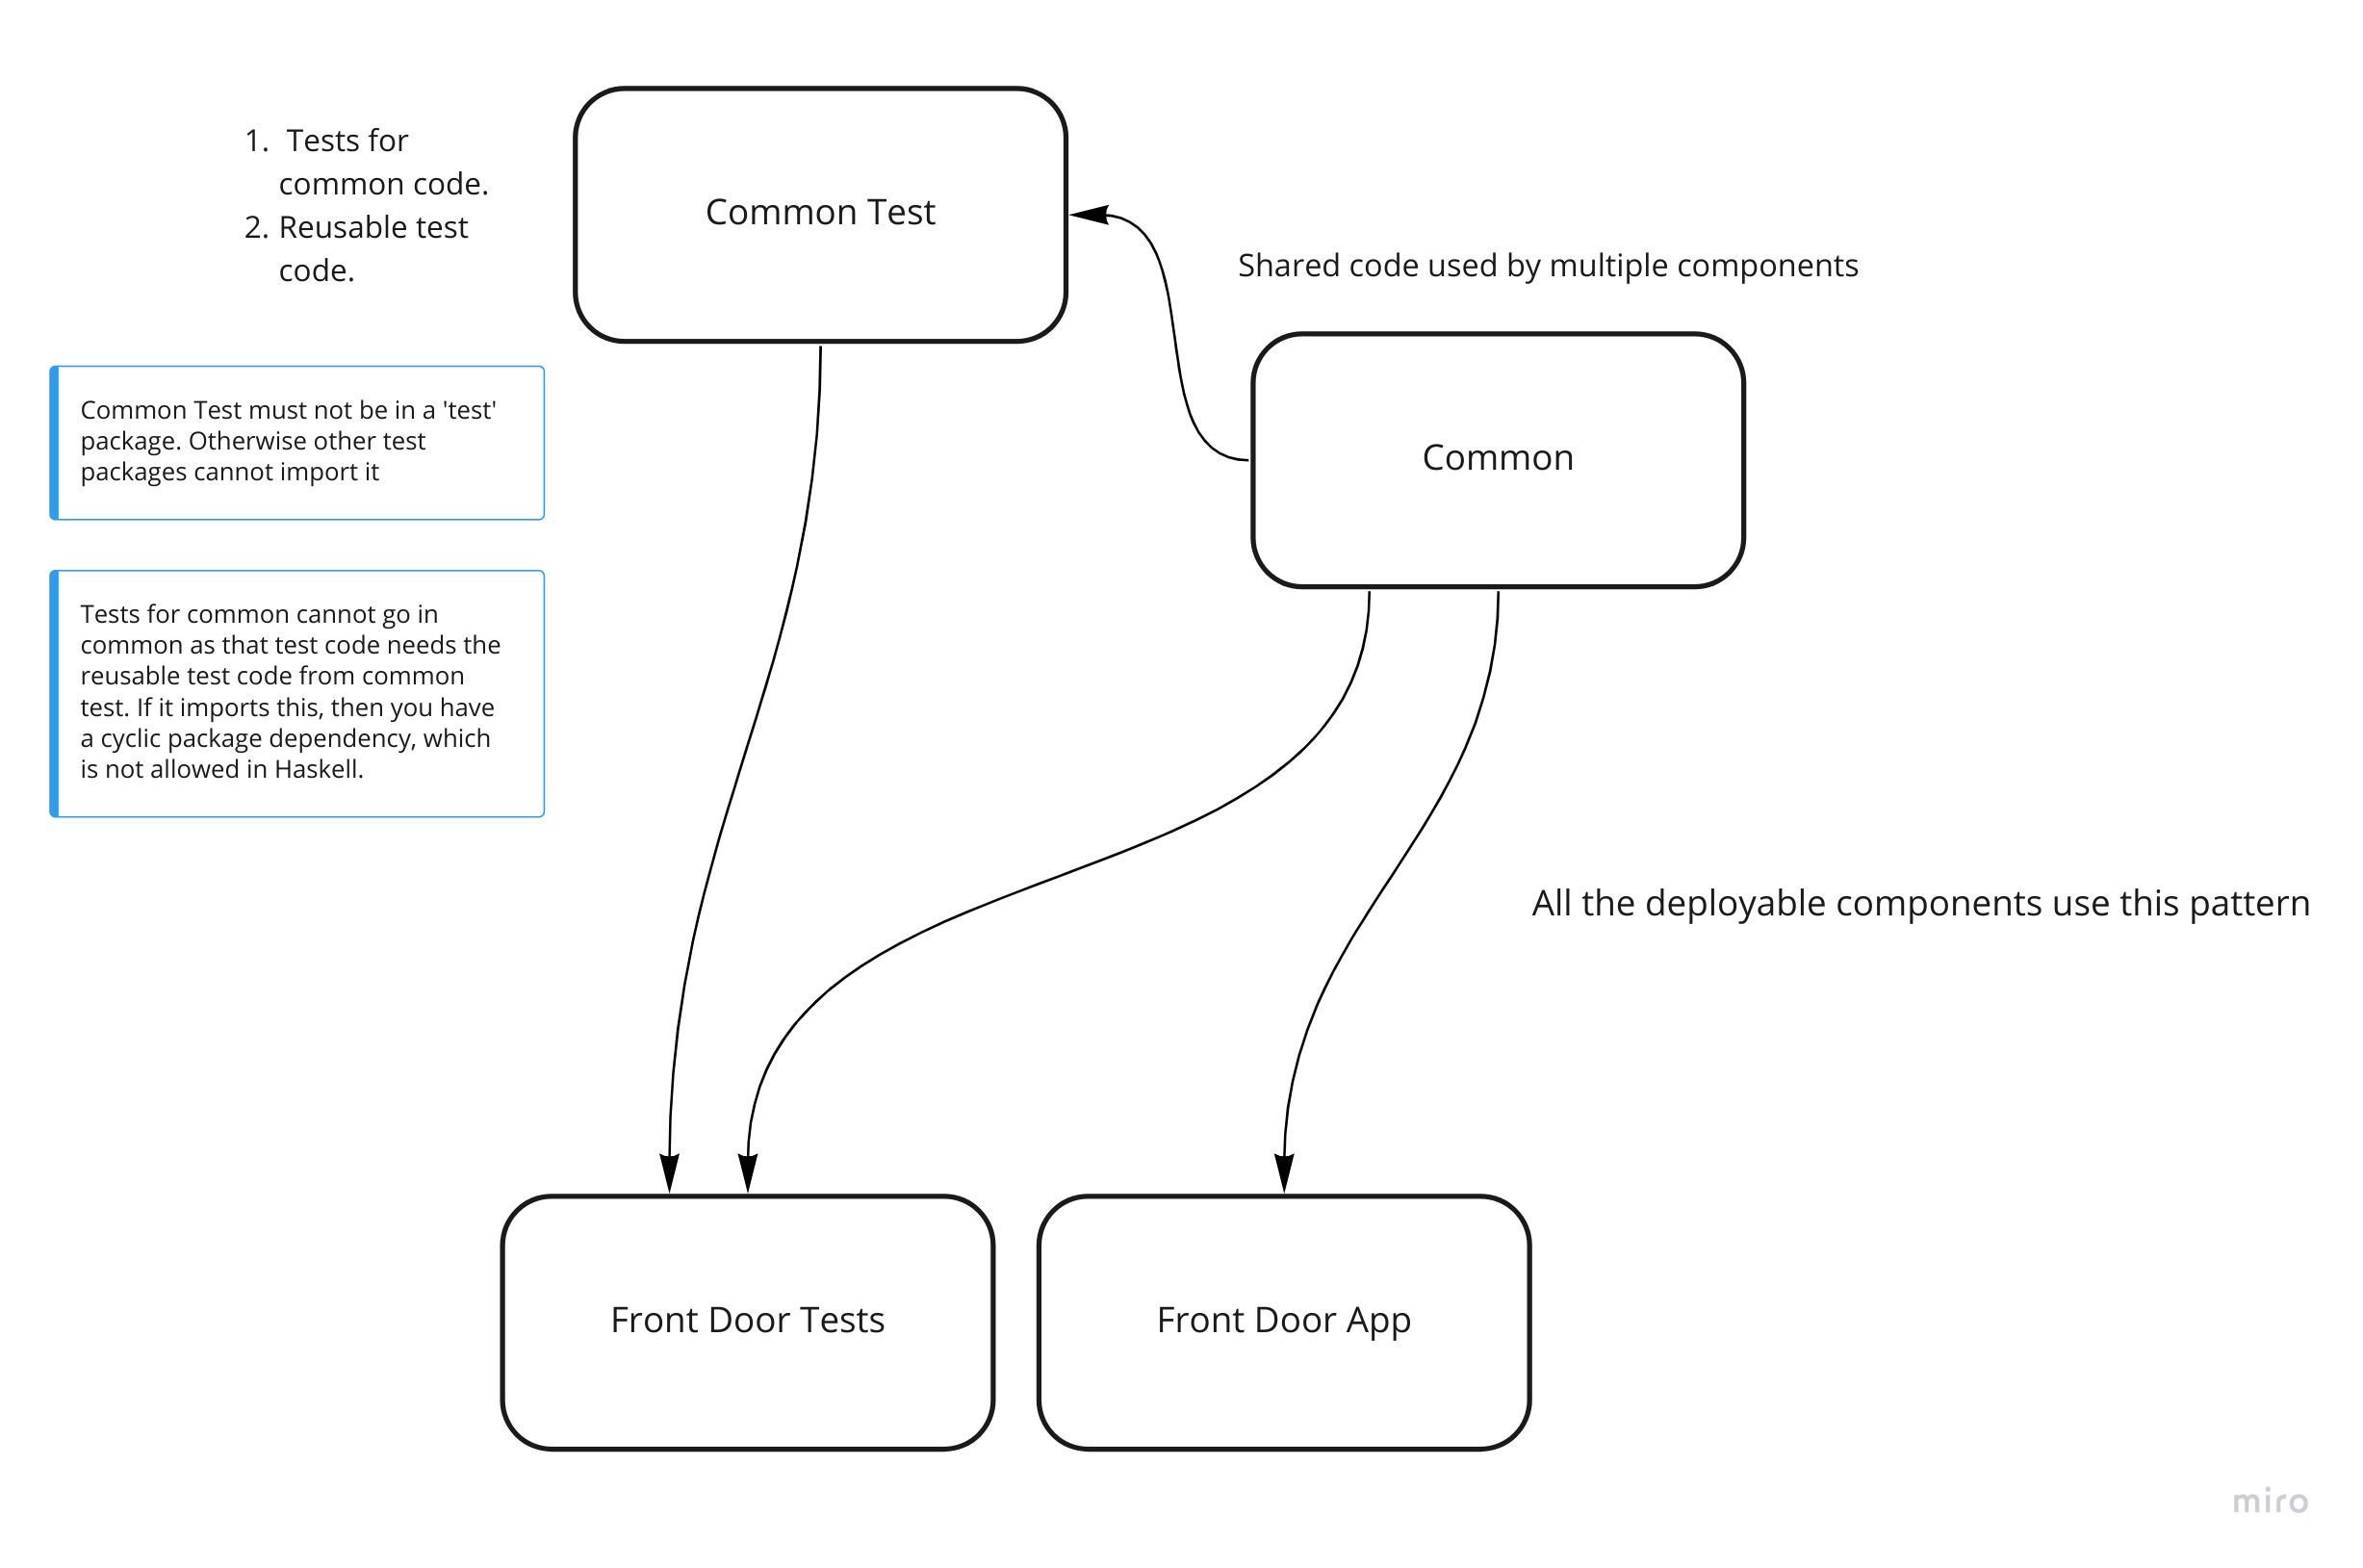 1.  Tests for
common code.
2. Reusable test
code.
Common Test
Shared code used by multiple components
Common Test must not be in a 'test'
package. Otherwise other test
packages cannot import it
Common
Tests for common cannot go in
common as that test code needs the
reusable test code from common
test. If it imports this, then you have
a cyclic package dependency, which
is not allowed in Haskell.
All the deployable components use this pattern
Front Door Tests
Front Door App
miro